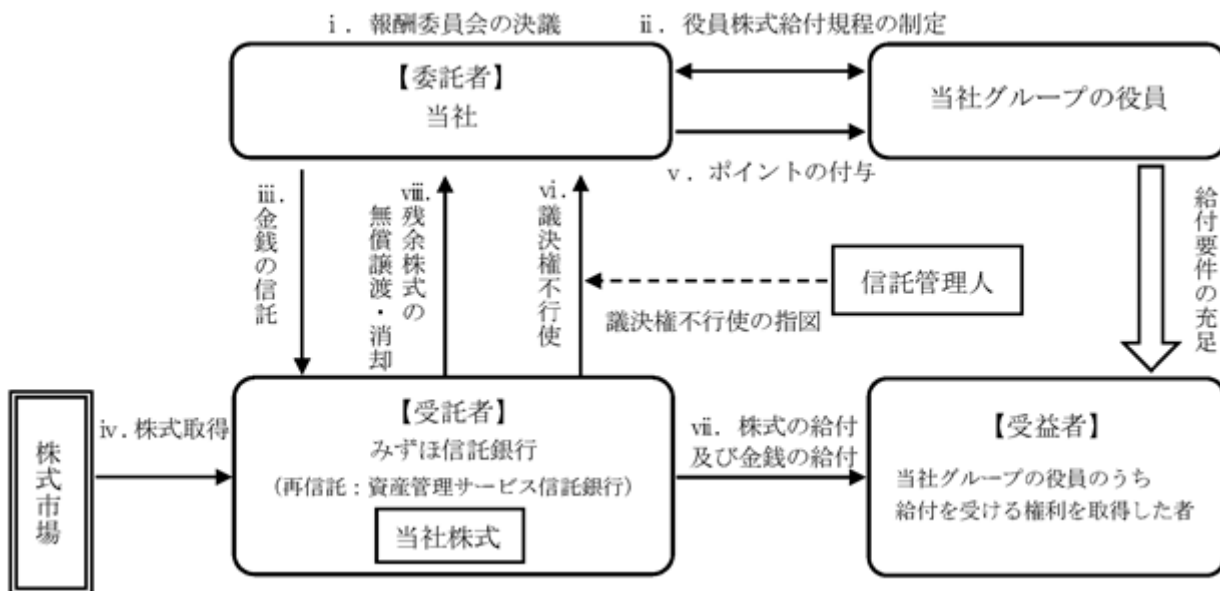 ⅰ．報酬委員会の決議
ⅱ．役員株式給付規程の制定
【委託者】
当社
当社グループの役員
ⅴ．ポイントの付与
ⅲ．金銭の信託
ⅷ．残余株式の
無償譲渡・消却
ⅵ．議決権不行使
信託管理人
議決権不行使の指図
給付要件の充足
株式市場
ⅳ．株式取得
【受託者】
みずほ信託銀行
（再信託：資産管理サービス信託銀行）
当社株式
ⅶ．株式の給付
及び金銭の給付
【受益者】
当社グループの役員のうち
給付を受ける権利を取得した者